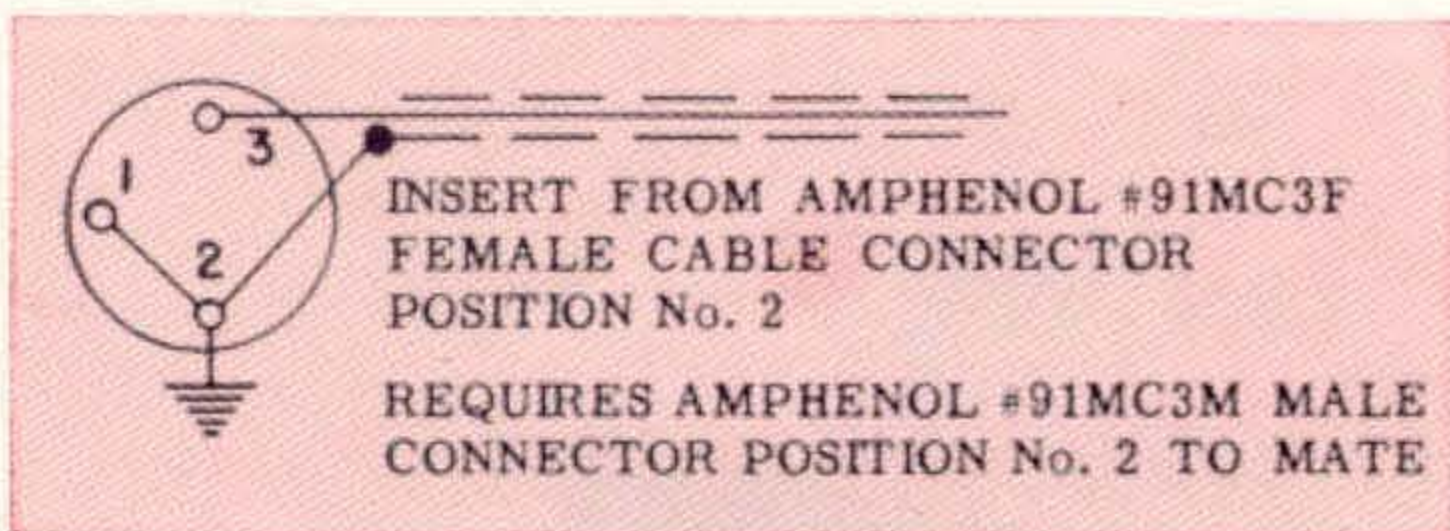 3
1
2
INSERT FROM AMPHENOL #91MC3F
FEMALE CABLE CONNECTOR
POSITION No. 2
REQUIRES AMPHENOL #91MC3M MALE
CONNECTOR POSITION No. 2 TO MATE